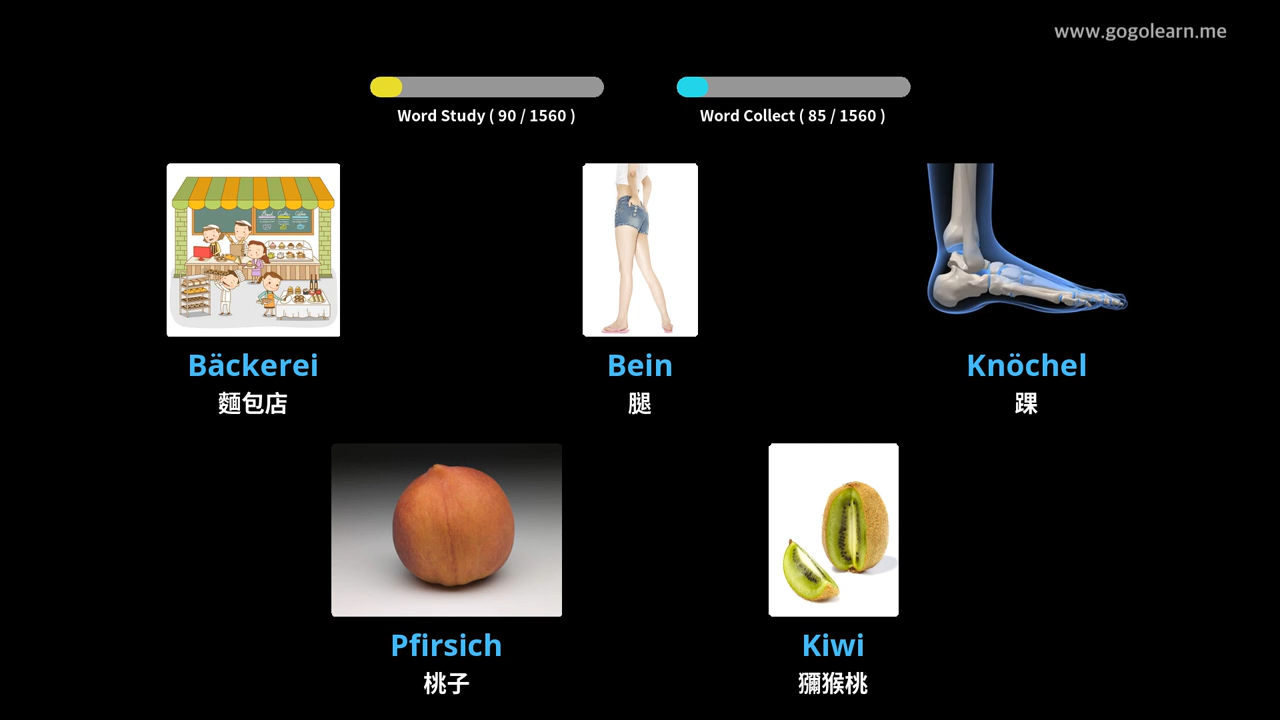 www.gogolearn.me
Word Study ( 90 / 1560 )
Word Collect ( 85 / 1560 )
Bäckerei
麵包店
Bein
腿
Knöchel
踝
Pfirsich
桃子
Kiwi
獼猴桃